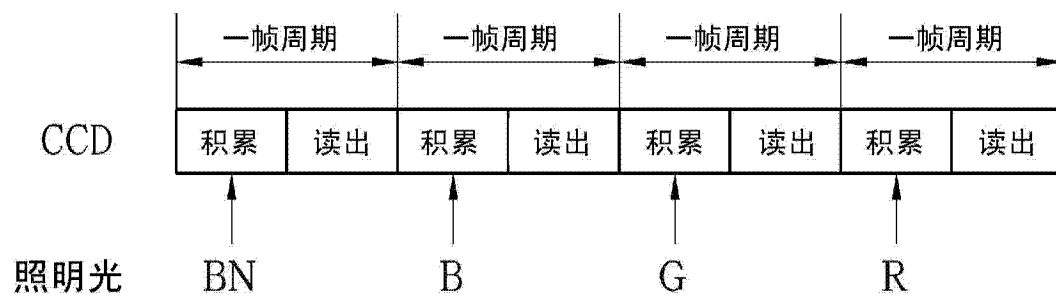 一帧周期 一帧周期 一帧周期 一帧周期
CCD 积累 读出 积累 读出 积累 读出 积累 读出
照明光 BN B G R